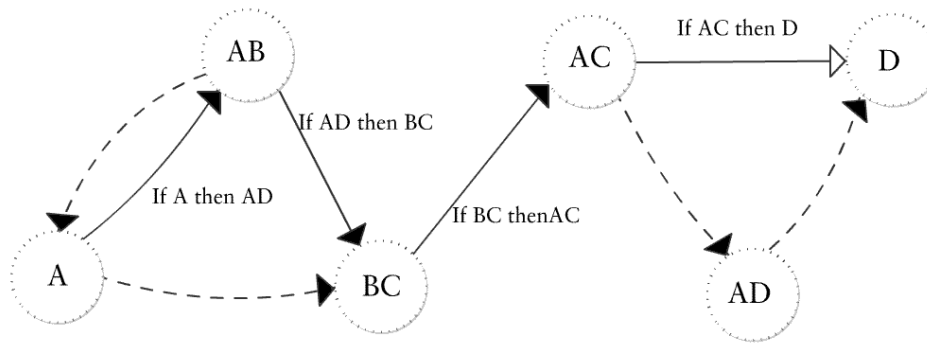 If AC then D
AB
AC
D
If AD then BC
If A then AD
If BC thenAC
A
BC
AD